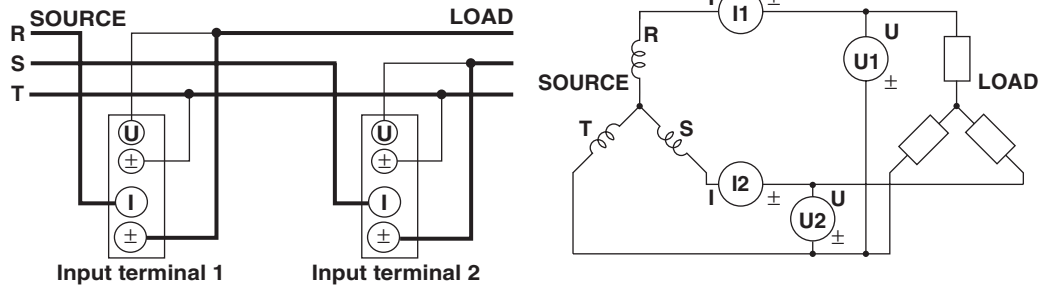 SOURCE
LOAD
R
S
T
U
±
I
±
U
±
I
±
Input terminal 1
Input terminal 2
I1
±
R
U
U1
±
SOURCE
LOAD
T
S
I
I2
±
U
U2
±